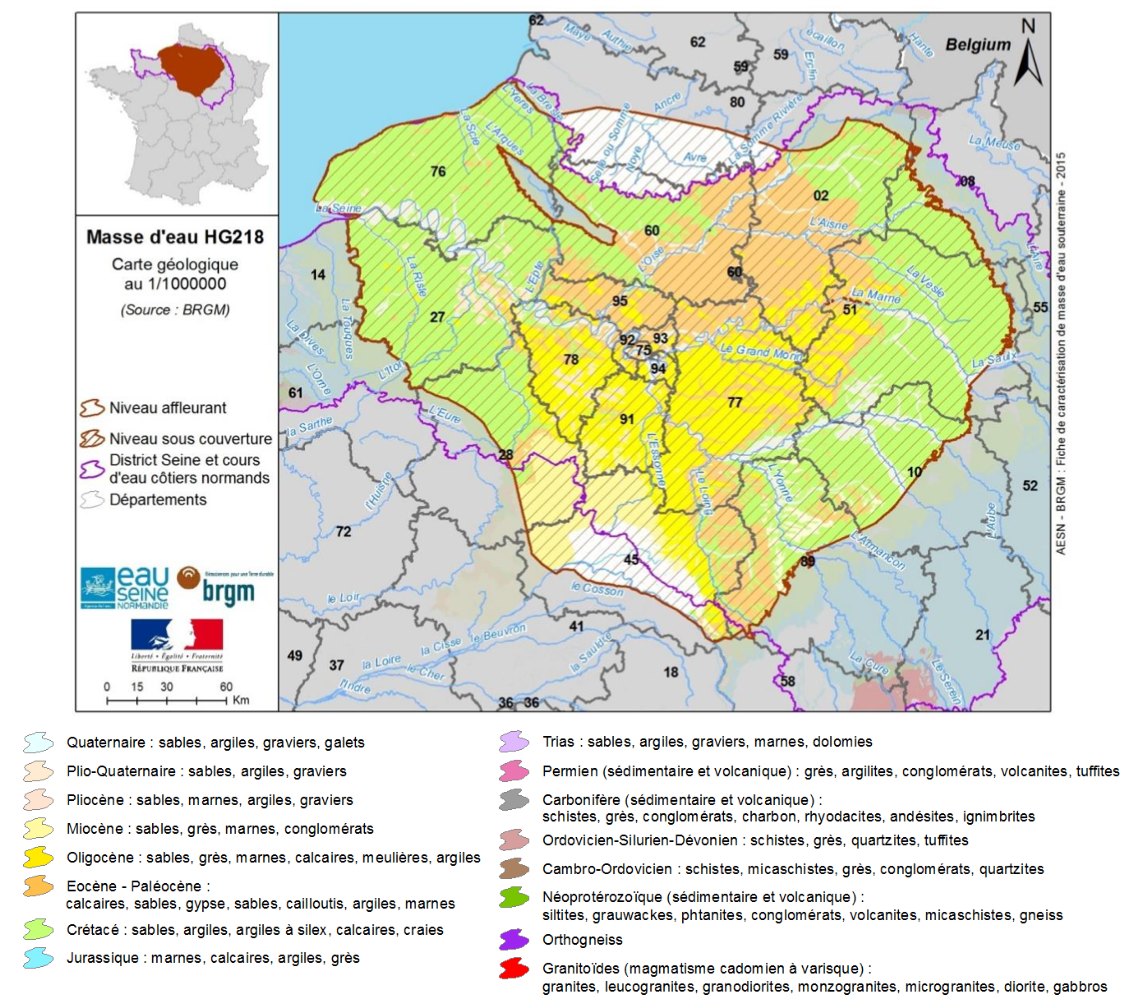 Masse d'eau HG218
Carte géologique
au 1/1000000
(Source : BRGM)
Niveau affleurant
Niveau sous couverture
District Seine et cours
d'eau côtiers normands
Départements
eau
seine
NORMANDIE
brgm
Liberté • Égalité • Fraternité
RÉPUBLIQUE FRANÇAISE
0 15 30 60
Km
N
Belgium
62
62
59
59
80
76
02
08
60
60
14
27
95
51
55
92
93
75
94
78
77
61
91
28
10
52
72
45
89
41
21
49
37
18
58
36
36
Maye
Authie
écaillon
Hante
Ancre
La Somme Rivière
Noye
Avre
La Bresle
L'Yères
L'Arques
La Scie
La Meuse
La Seine
L'Aisne
L'Oise
L'Epte
La Risle
La Vesle
La Marne
L'Aire
La Touques
La Dives
L'Orne
Le Grand Morin
La Saulx
L'Iton
L'Eure
la Sarthe
l'Huisne
L'Essonne
Le Loing
L'Yonne
L'Aube
L'Armançon
le Loir
le Cosson
le Beuvron
la Cisse
la Loire
le Cher
l'Indre
la Sauldre
La Cure
Le Serein
AESN - BRGM : Fiche de caractérisation de masse d'eau souterraine - 2015
Quaternaire : sables, argiles, graviers, galets
Plio-Quaternaire : sables, argiles, graviers
Pliocène : sables, marnes, argiles, graviers
Miocène : sables, grès, marnes, conglomérats
Oligocène : sables, grès, marnes, calcaires, meulières, argiles
Eocène - Paléocène :
calcaires, sables, gypse, sables, cailloutis, argiles, marnes
Crétacé : sables, argiles, argiles à silex, calcaires, craies
Jurassique : marnes, calcaires, argiles, grès
Trias : sables, argiles, graviers, marnes, dolomies
Permien (sédimentaire et volcanique) : grès, argilites, conglomérats, volcanites, tuffites
Carbonifère (sédimentaire et volcanique) :
schistes, grès, conglomérats, charbon, rhyodacites, andésites, ignimbrites
Ordovicien-Silurien-Dévonien : schistes, grès, quartzites, tuffites
Cambro-Ordovicien : schistes, micaschistes, grès, conglomérats, quartzites
Néoprotérozoïque (sédimentaire et volcanique) :
siltites, grauwackes, phtanites, conglomérats, volcanites, micaschistes, gneiss
Orthogneiss
Granitoïdes (magmatisme cadomien à varisque) :
granites, leucogranites, granodiorites, monzogranites, microgranites, diorite, gabbros